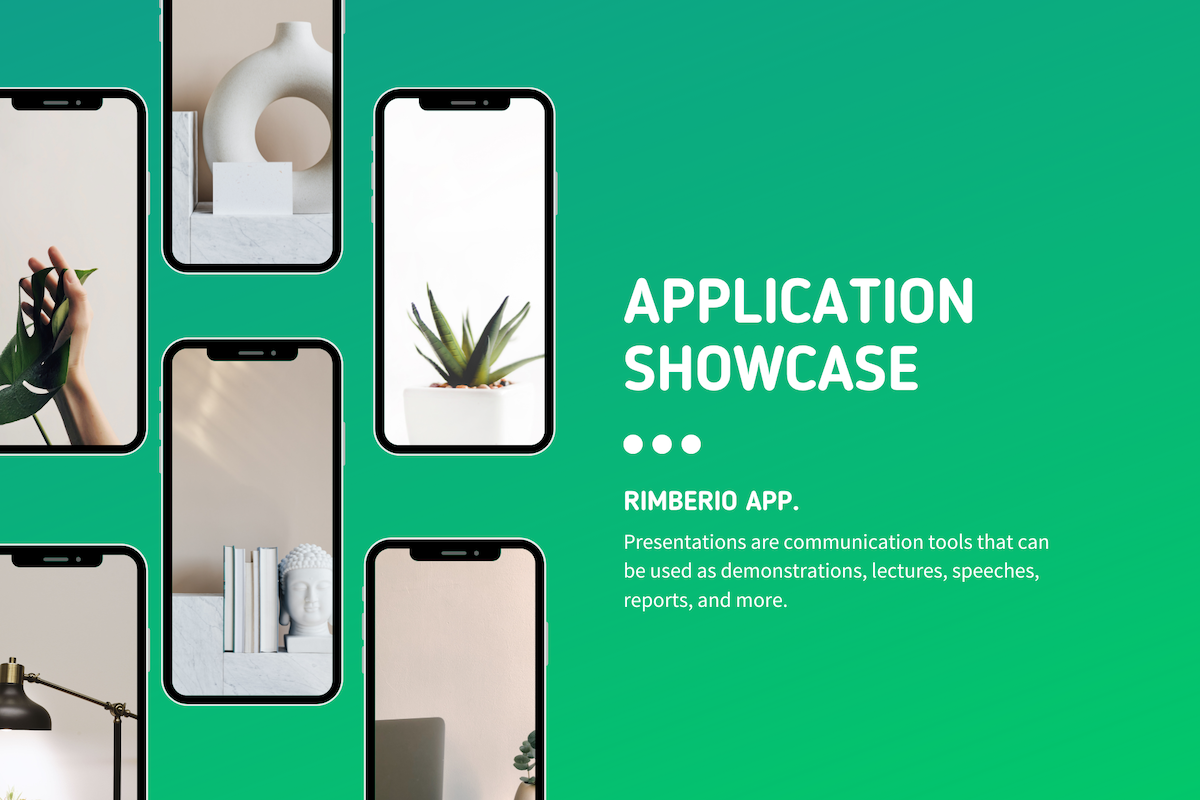 APPLICATION
SHOWCASE
RIMBERIO APP.
Presentations are communication tools that can
be used as demonstrations, lectures, speeches,
reports, and more.